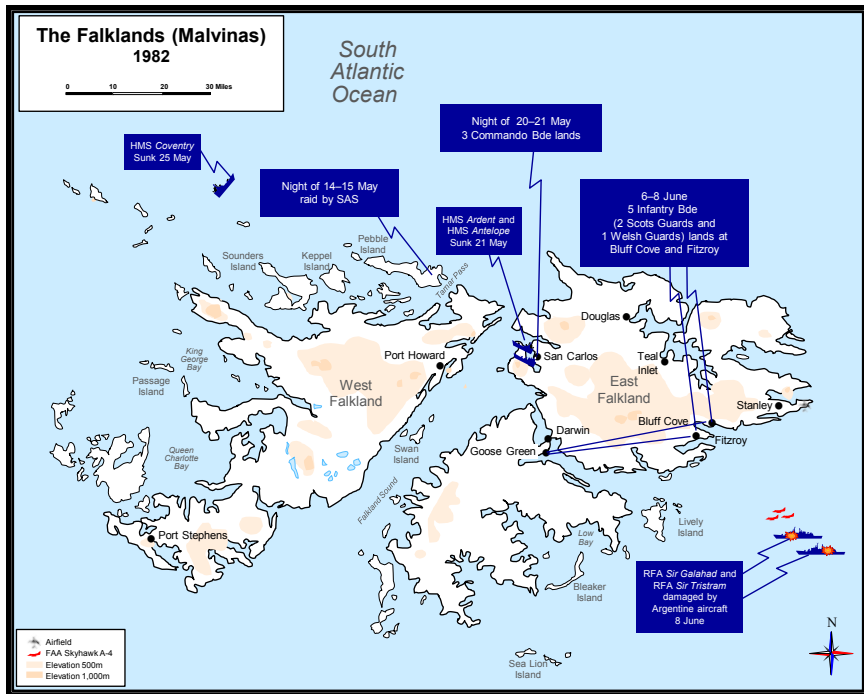 The Falklands (Malvinas)
1982
0 10 20 30 Miles
South
Atlantic
Ocean
HMS Coventry
Sunk 25 May
Night of 14–15 May
raid by SAS
Night of 20–21 May
3 Commando Bde lands
HMS Ardent and
HMS Antelope
Sunk 21 May
6–8 June
5 Infantry Bde
(2 Scots Guards and
1 Welsh Guards) lands at
Bluff Cove and Fitzroy
Pebble
Island
Keppel
Island
Sounders
Island
Tamar Pass
Douglas
San Carlos
Teal
Inlet
Port Howard
King
George
Bay
Passage
Island
West
Falkland
East
Falkland
Stanley
Bluff Cove
Fitzroy
Darwin
Goose Green
Swan
Island
Queen
Charlotte
Bay
Falkland Sound
Port Stephens
Lively
Island
Low
Bay
Bleaker
Island
Sea Lion
Island
RFA Sir Galahad and
RFA Sir Tristram
damaged by
Argentine aircraft
8 June
N
Airfield
FAA Skyhawk A-4
Elevation 500m
Elevation 1,000m